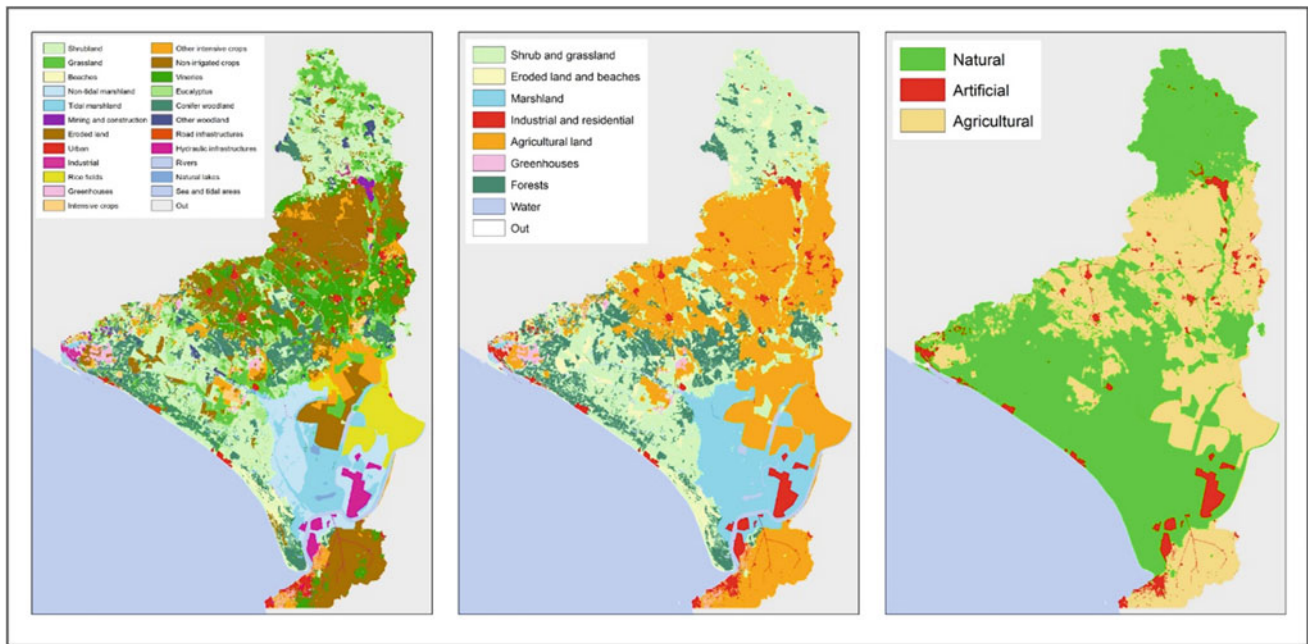 Shrubland
Grassland
Beaches
Non-tidal marshland
Tidal marshland
Mining and construction
Eroded land
Urban
Industrial
Rice fields
Greenhouses
Intensive crops
Other intensive crops
Non-irrigated crops
Vineries
Eucalyptus
Conifer woodland
Other woodland
Road infrastructures
Hydraulic infrastructures
Rivers
Natural lakes
Sea and tidal areas
Out
Shrub and grassland
Eroded land and beaches
Marshland
Industrial and residential
Agricultural land
Greenhouses
Forests
Water
Out
Natural
Artificial
Agricultural